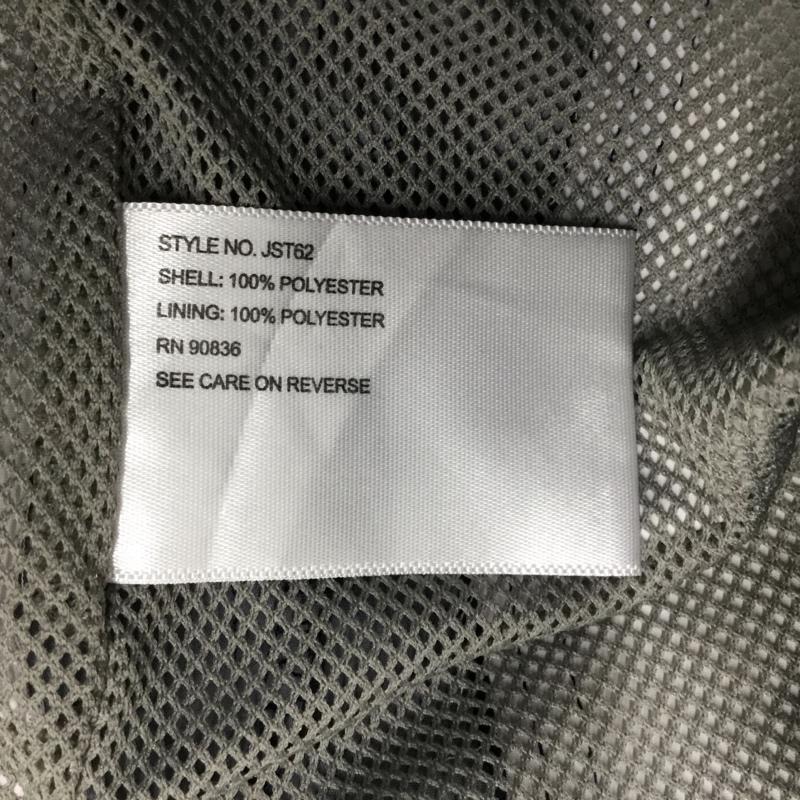 STYLE NO. JST62
SHELL: 100% POLYESTER
LINING: 100% POLYESTER
RN 90836
SEE CARE ON REVERSE